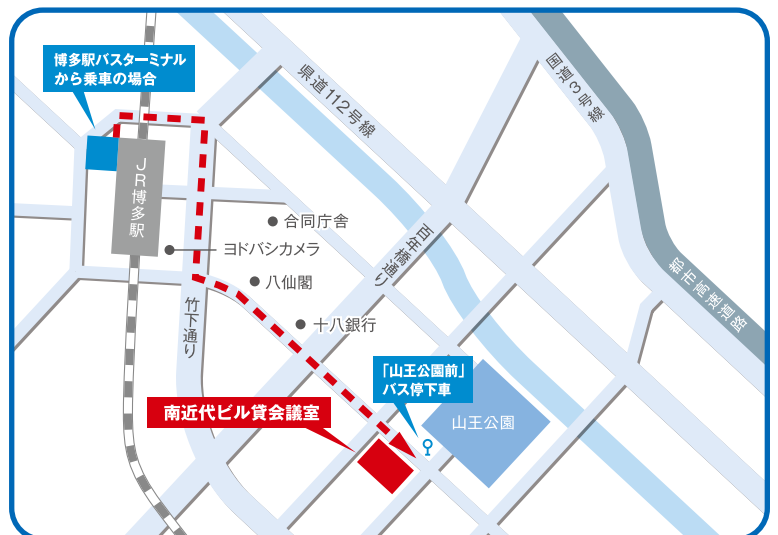 博多駅バスターミナル
から乗車の場合
県道112号線
国道3号線
JR博多駅
合同庁舎
百年橋通り
ヨドバシカメラ
八仙閣
都市高速道路
竹下通り
十八銀行
「山王公園前」
バス停下車
南近代ビル貸会議室
山王公園